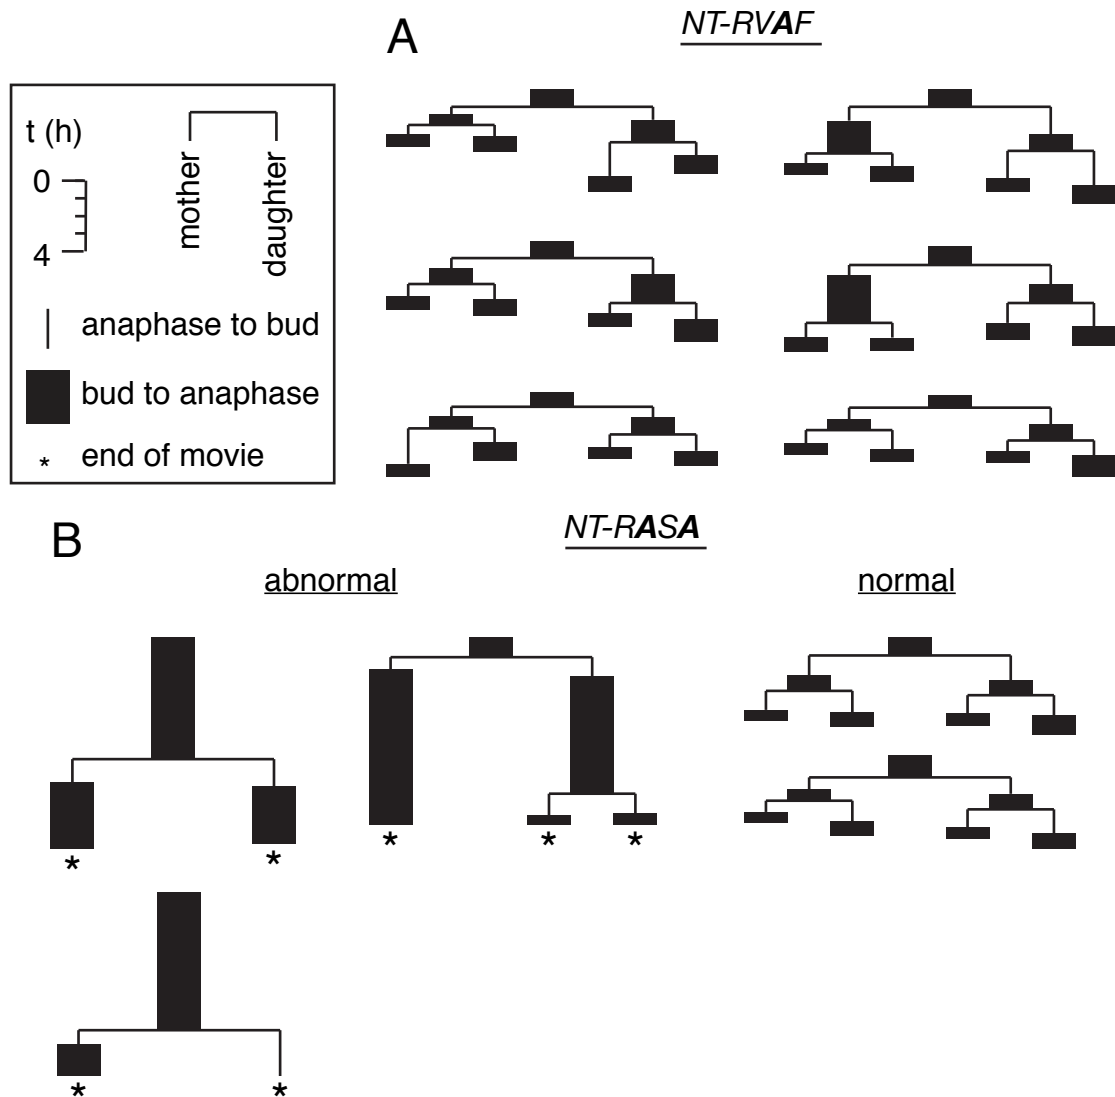 A
NT-RVAF
t (h)
0
4
mother
daughter
anaphase to bud
bud to anaphase
* end of movie
B
NT-RASA
abnormal
normal
*
*
*
*
*
*
*